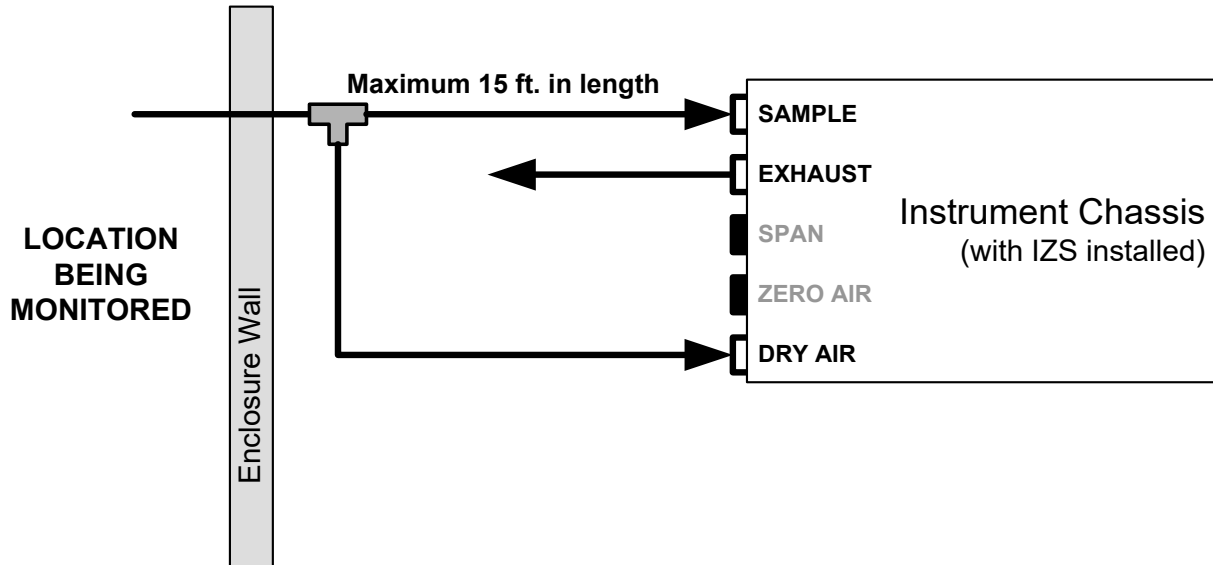 Maximum 15 ft. in length
SAMPLE
EXHAUST
SPAN
ZERO AIR
DRY AIR
Instrument Chassis
(with IZS installed)
LOCATION
BEING
MONITORED
Enclosure Wall